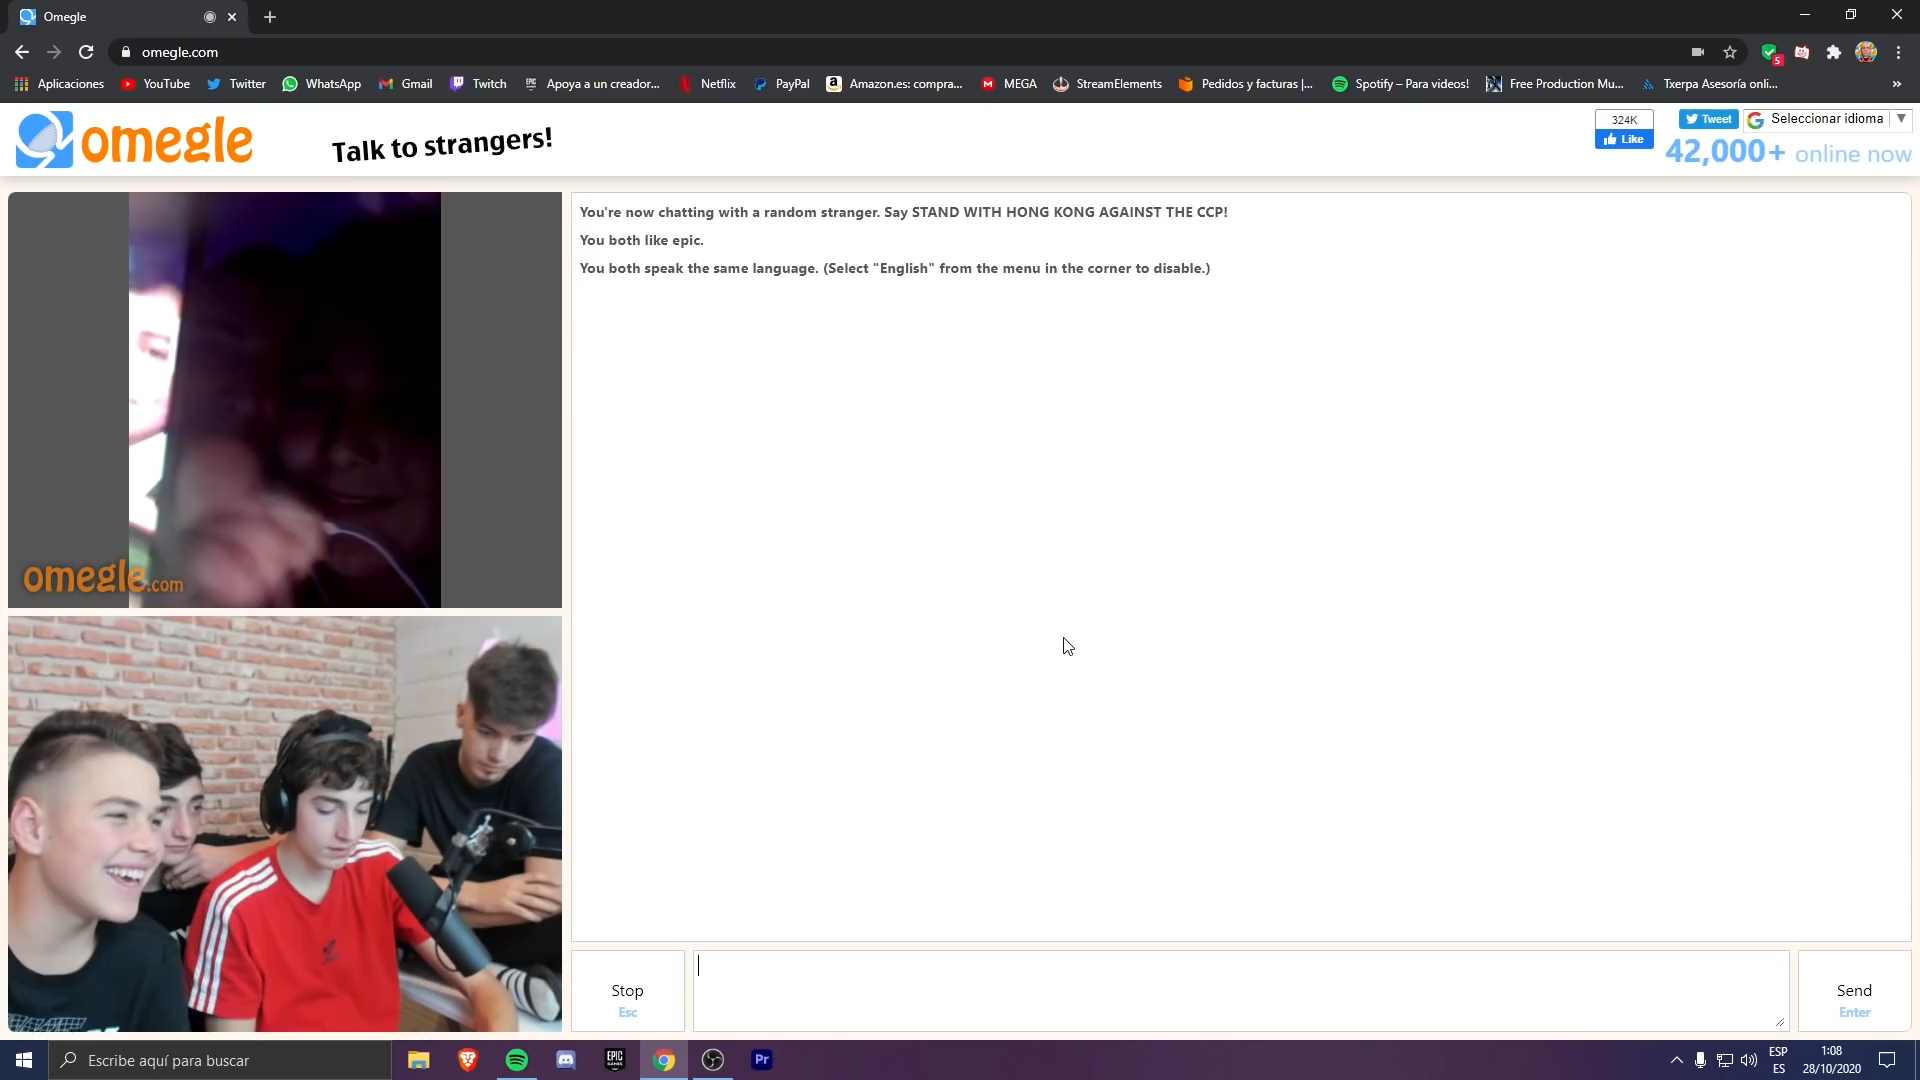 Omegle
omegle.com
5
Aplicaciones YouTube Twitter WhatsApp Gmail Twitch Apoya a un creador... Netflix PayPal Amazon.es: compra... MEGA StreamElements Pedidos y facturas |... Spotify – Para videos! Free Production Mu... Txerpa Asesoría onli... »
omegle Talk to strangers!
324K
Like
Tweet
Seleccionar idioma ▼
42,000+ online now
You're now chatting with a random stranger. Say STAND WITH HONG KONG AGAINST THE CCP!
You both like epic.
You both speak the same language. (Select "English" from the menu in the corner to disable.)
omegle.com
Stop
Esc
Send
Enter
Escribe aquí para buscar
EPIC
GAMES
Pr
ESP
ES
1:08
28/10/2020